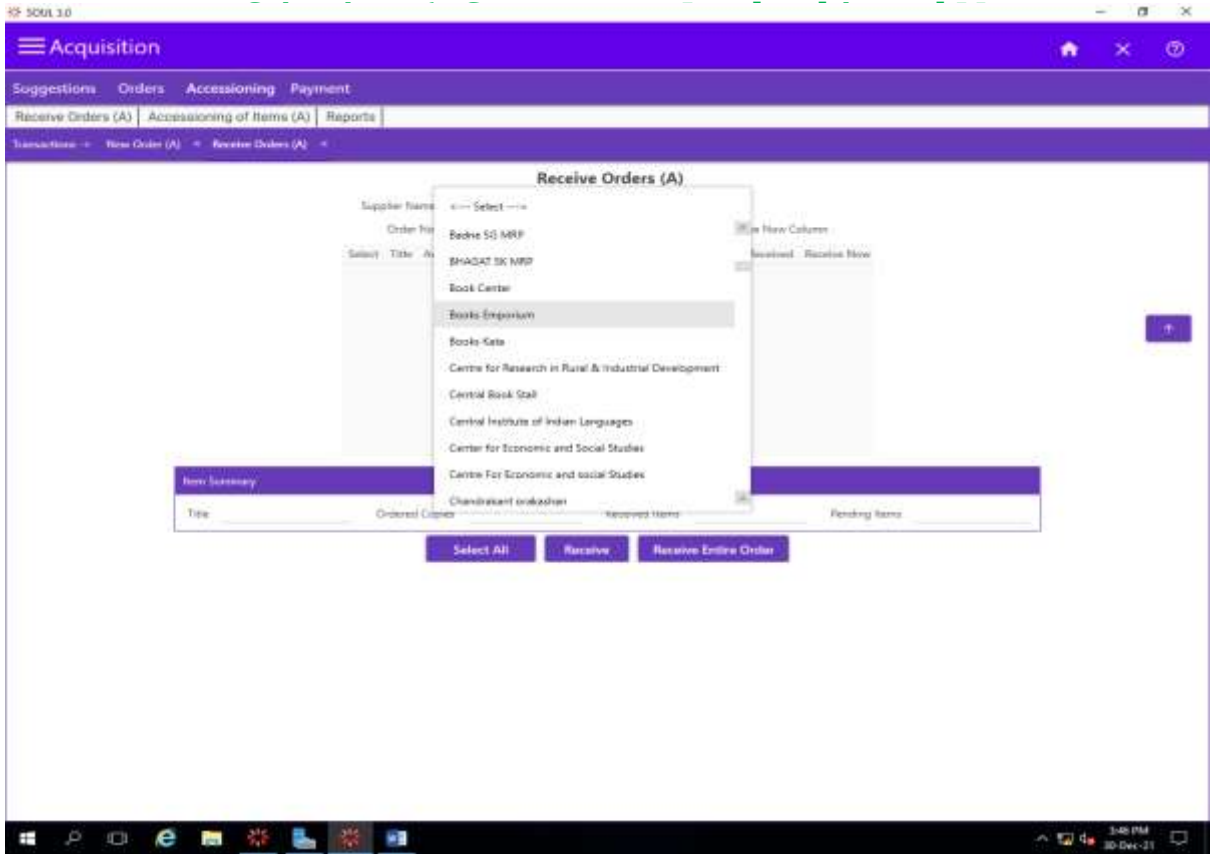 SOUL 3.0
Acquisition
Suggestions Orders Accessioning Payment
Receive Orders (A) Accessioning of Items (A) Reports
Transactions New Order (A) Receive Orders (A)
Receive Orders (A)
Supplier Name <--- Select --->
Order No Now Column
Select Title Received Receive Now
Badne SG MRP
BHAGAT SK MRP
Book Center
Books Emporium
Books Kata
Centre for Research in Rural & Industrial Development
Central Book Stall
Central Institute of Indian Languages
Center for Economic and Social Studies
Centre For Economic and social Studies
Chandrakant prakashan
Item Summary
Title Ordered Copies Received Items Pending Items
Select All Receive Receive Entire Order
3:46 PM
30-Dec-21